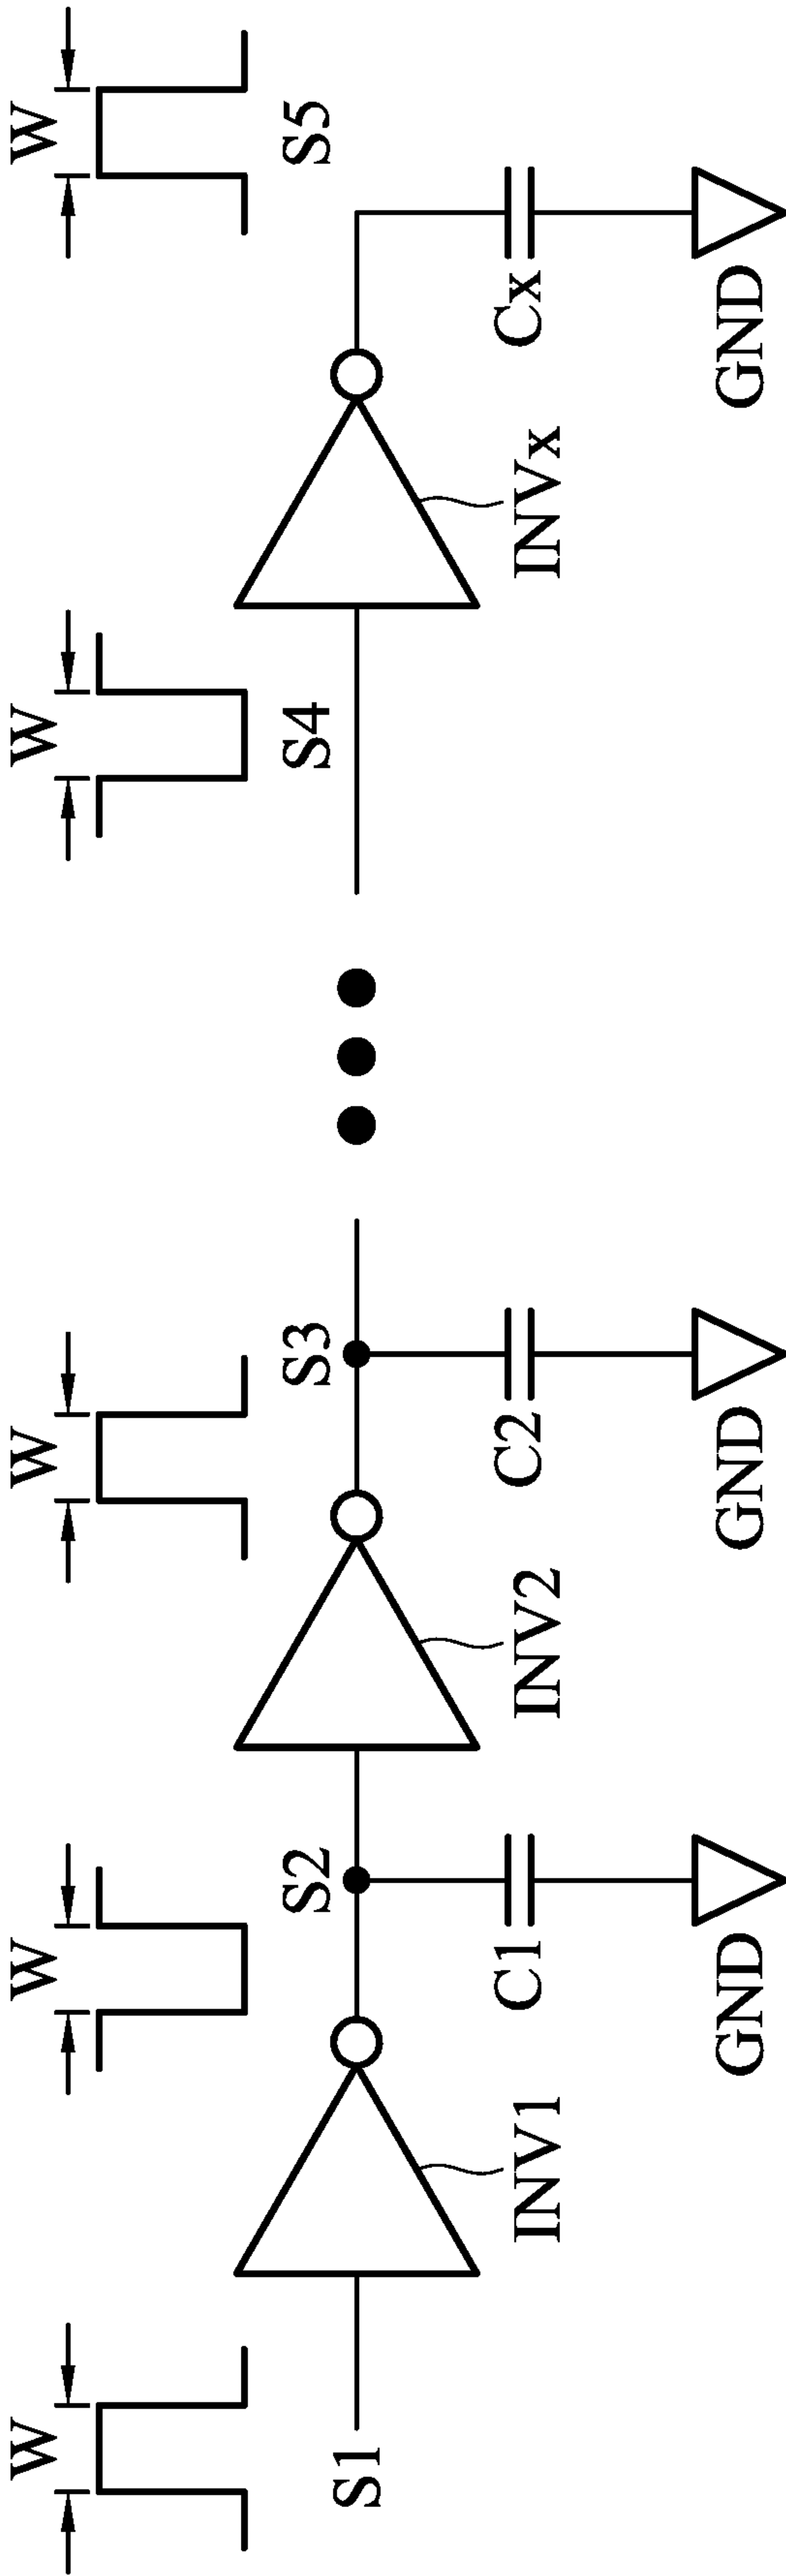 W
W
W
W
W
S1
S2
S3
S4
S5
INV1
C1
INV2
C2
INVx
Cx
GND
GND
GND